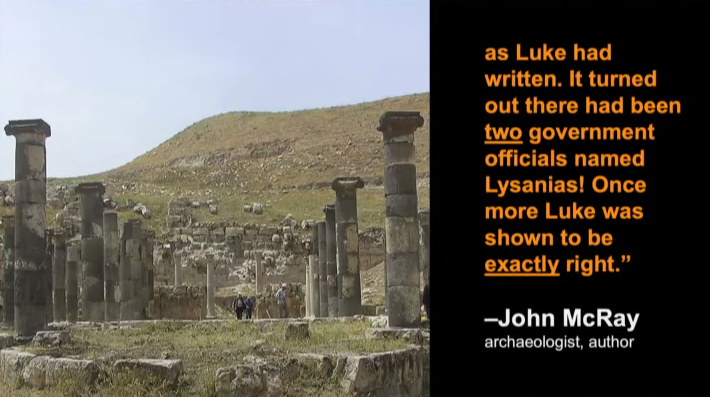 as Luke had
written. It turned
out there had been
two government
officials named
Lysanias! Once
more Luke was
shown to be
exactly right.”
–John McRay
archaeologist, author